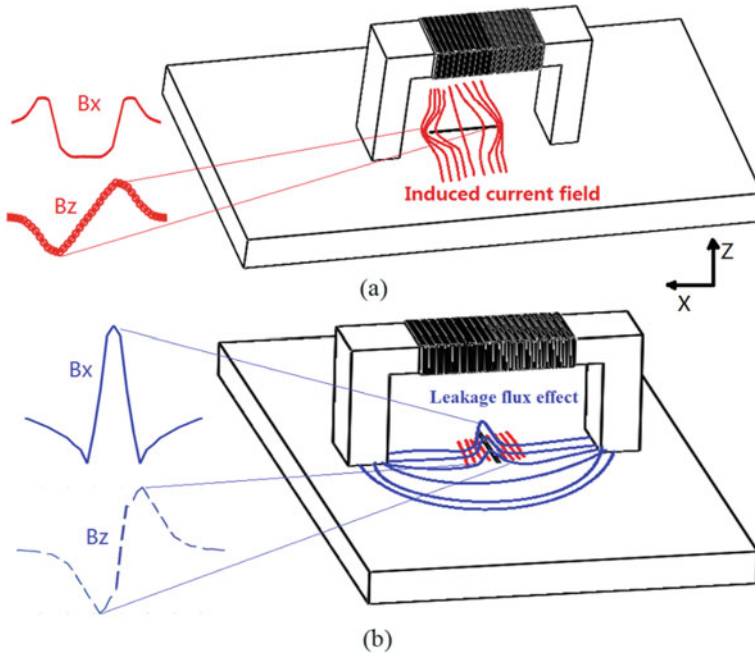 Bx
Bz
Induced current field
Z
X
(a)
Bx
Leakage flux effect
Bz
(b)